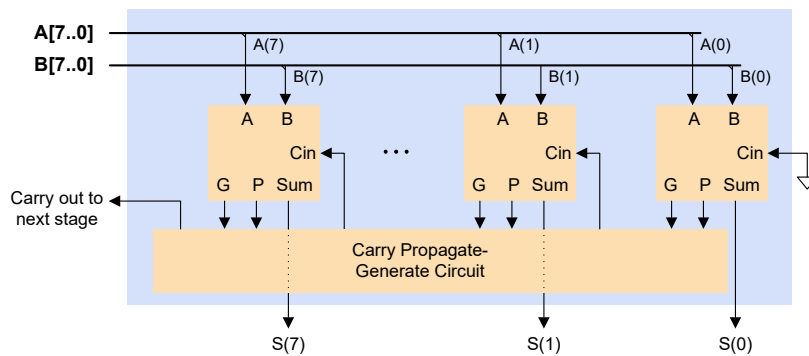 A[7..0]
A(7)
A(1)
A(0)
B[7..0]
B(7)
B(1)
B(0)
A B
A B
A B
Cin
• • •
Cin
Cin
G P Sum
G P Sum
G P Sum
Carry out to
next stage
Carry Propagate-
Generate Circuit
S(7)
S(1)
S(0)